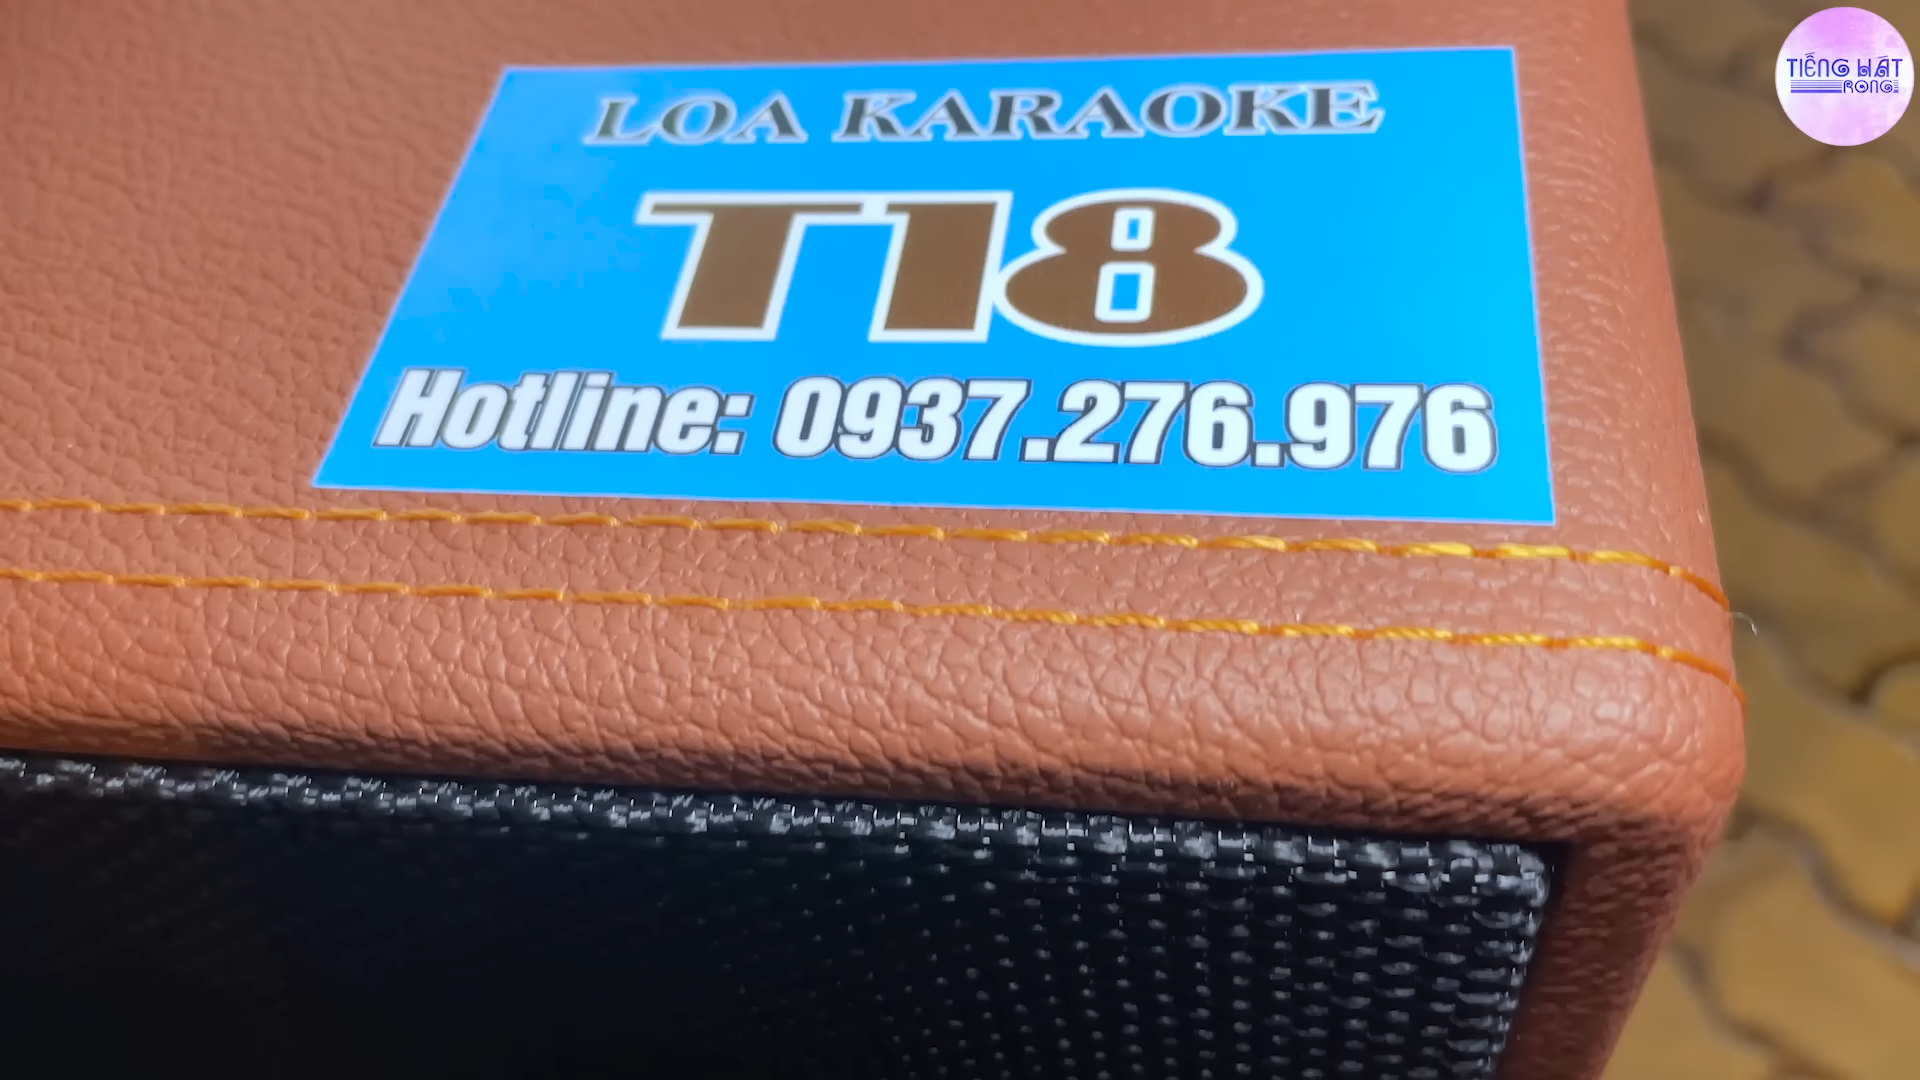 LOA KARAOKE
T18
Hotline: 0937.276.976
TIẾNG HÁT
RONG